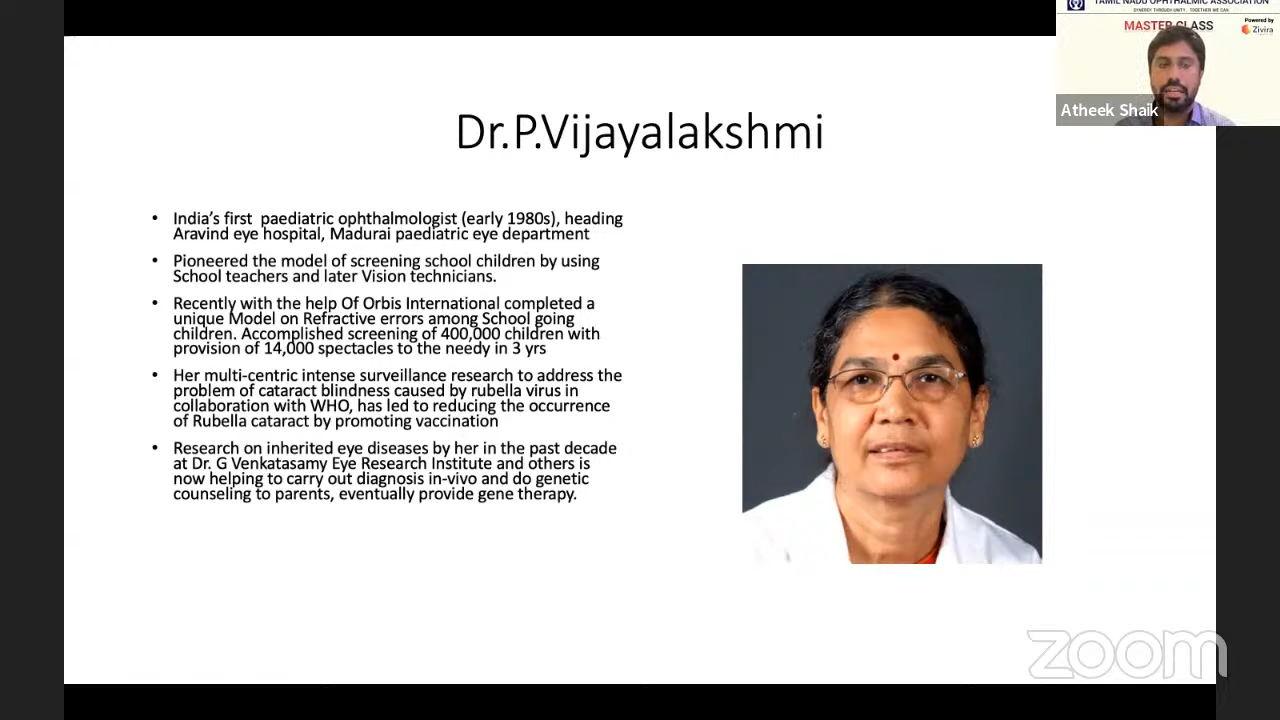 TAMIL NADU OPHTHALMIC ASSOCIATION
SYNERGY THROUGH UNITY.. TOGETHER WE CAN
MASTER CLASS
Powered by
Zivira
Atheek Shaik
Dr.P.Vijayalakshmi
• India's first  paediatric ophthalmologist (early 1980s), heading
Aravind eye hospital, Madurai paediatric eye department
• Pioneered the model of screening school children by using
School teachers and later Vision technicians.
• Recently with the help Of Orbis International completed a
unique Model on Refractive errors among School going
children. Accomplished screening of 400,000 children with
provision of 14,000 spectacles to the needy in 3 yrs
• Her multi-centric intense surveillance research to address the
problem of cataract blindness caused by rubella virus in
collaboration with WHO, has led to reducing the occurrence
of Rubella cataract by promoting vaccination
• Research on inherited eye diseases by her in the past decade
at Dr. G Venkatasamy Eye Research Institute and others is
now helping to carry out diagnosis in-vivo and do genetic
counseling to parents, eventually provide gene therapy.
zoom